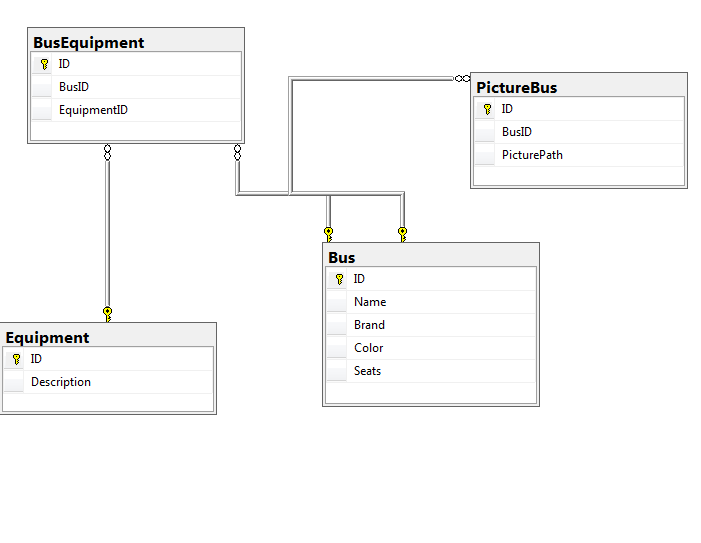 BusEquipment
ID
BusID
EquipmentID
PictureBus
ID
BusID
PicturePath
Bus
ID
Name
Brand
Color
Seats
Equipment
ID
Description